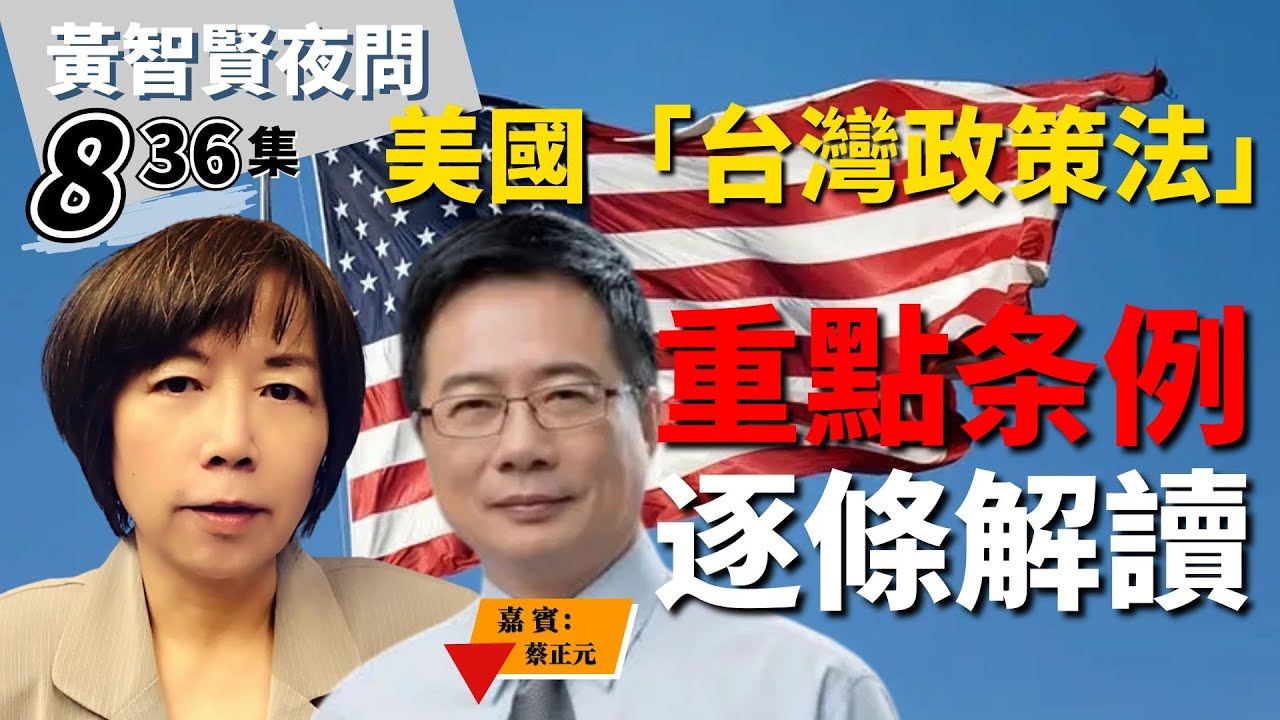 黃智賢夜問
836集
美國「台灣政策法」
重點条例
逐條解讀
嘉賓：
蔡正元